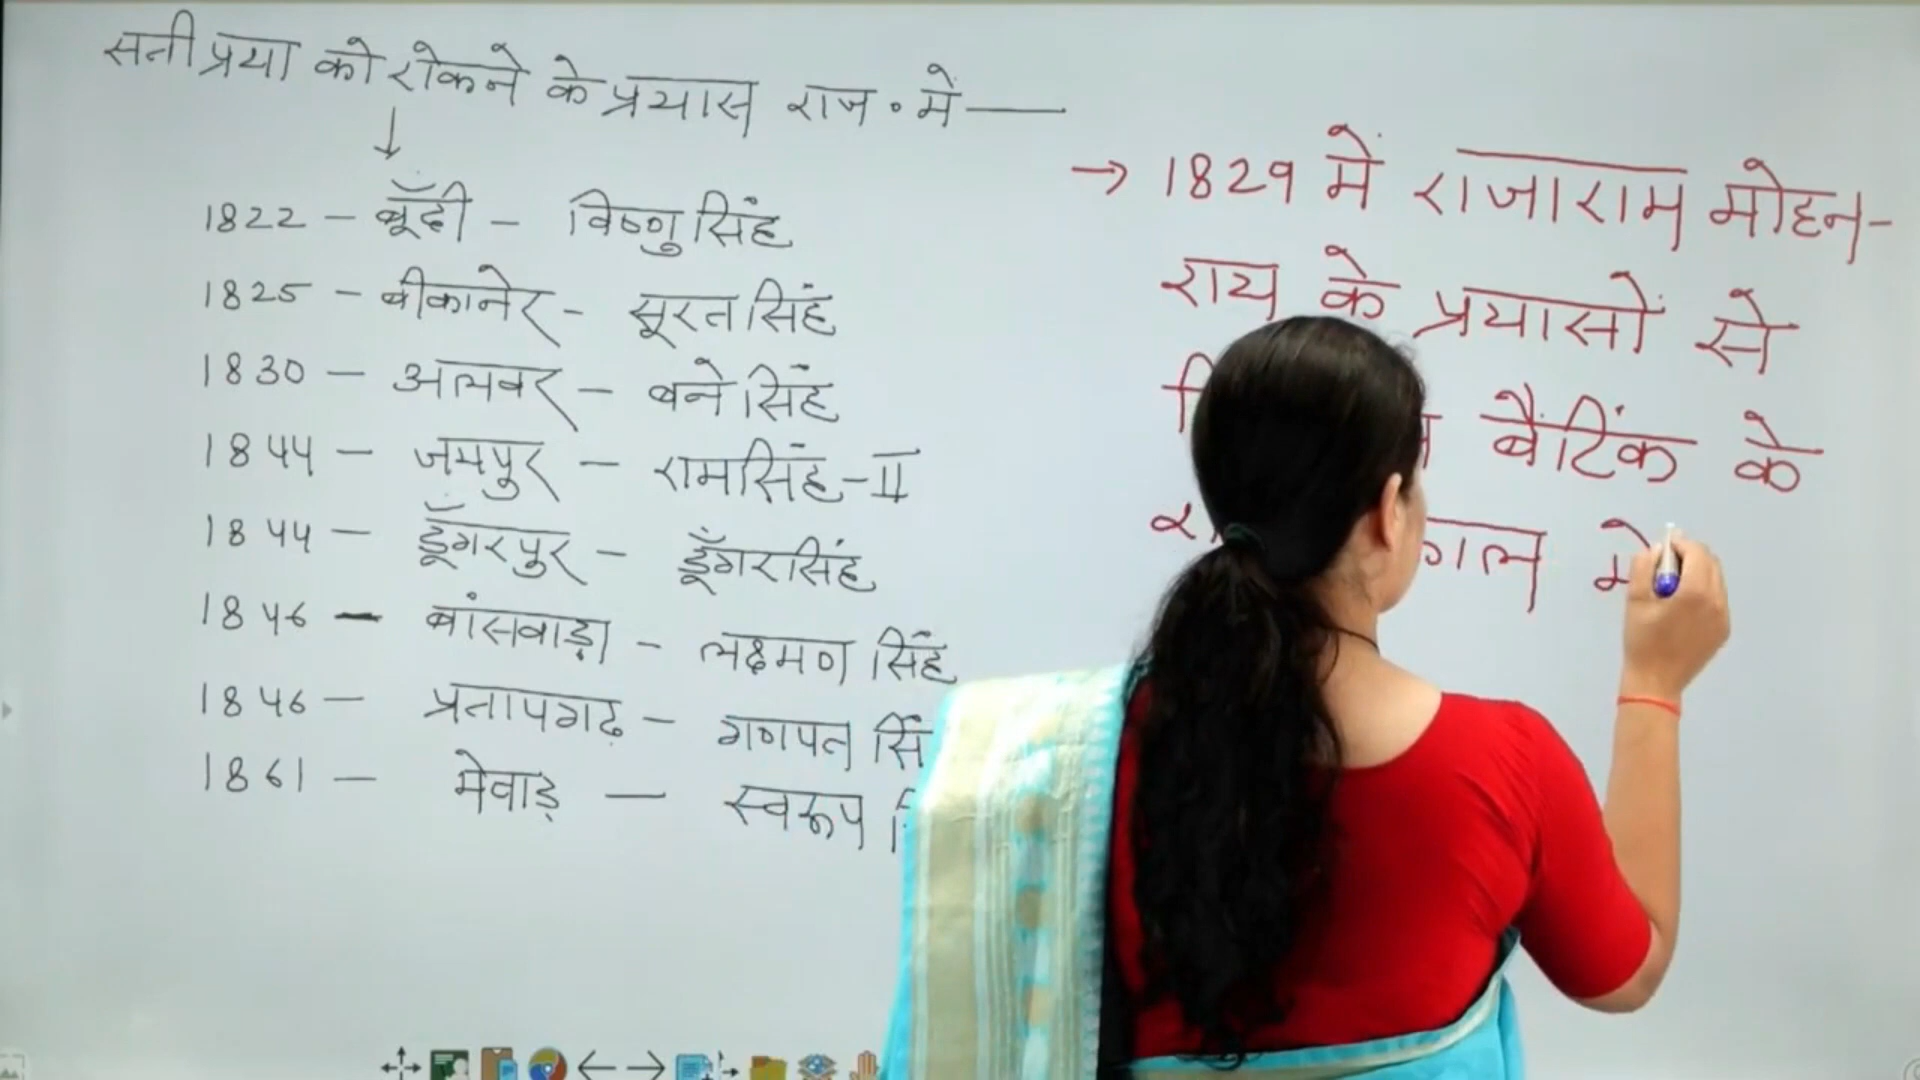 सती प्रथा को रोकने के प्रयास राज॰ में —
↓
1822 – बूँदी – विष्णु सिंह
1825 – बीकानेर – सूरत सिंह
1830 – अलवर – बने सिंह
1844 – जयपुर – रामसिंह-II
1844 – डूँगरपुर – डूँगरसिंह
1846 – बांसवाड़ा – लक्ष्मण सिंह
1846 – प्रतापगढ़ – गणपत
1861 – मेवाड़ – स्वरूप
→ 1829 में राजाराम मोहन-
राय के प्रयासों से
बैंटिंक के
में